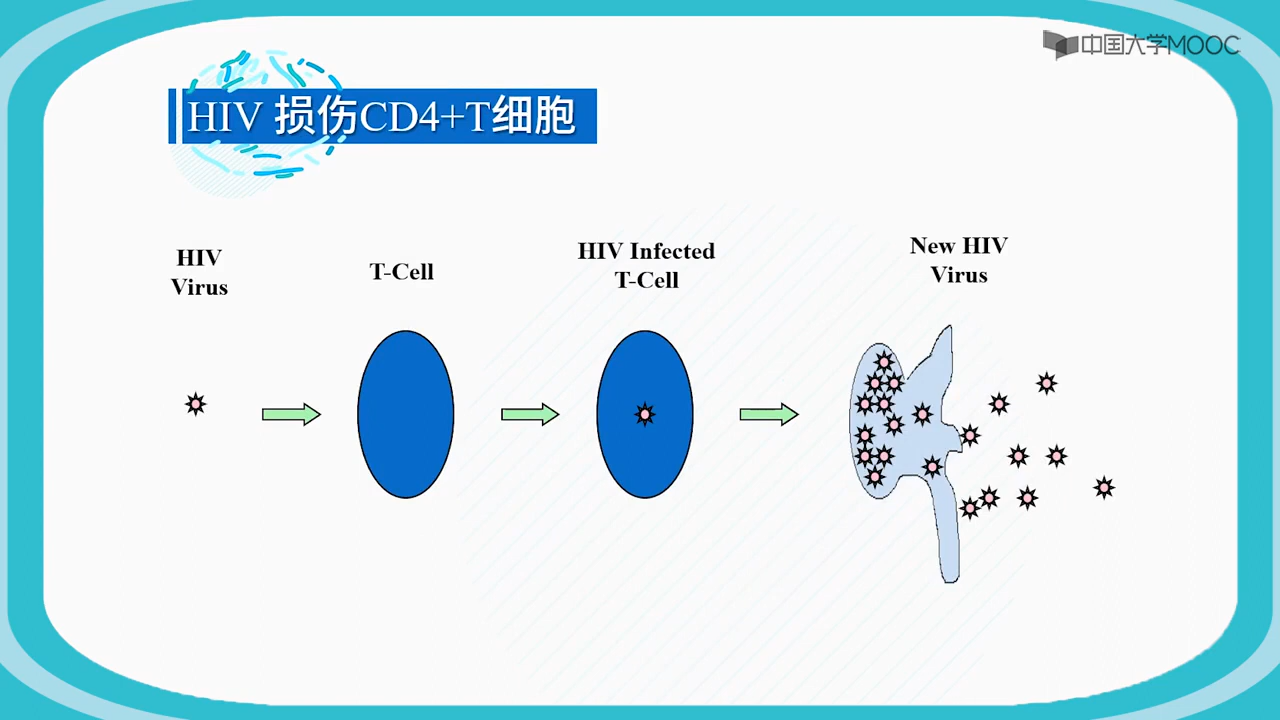 中国大学MOOC
HIV 损伤CD4+T细胞
HIV
Virus
T-Cell
HIV Infected
T-Cell
New HIV
Virus